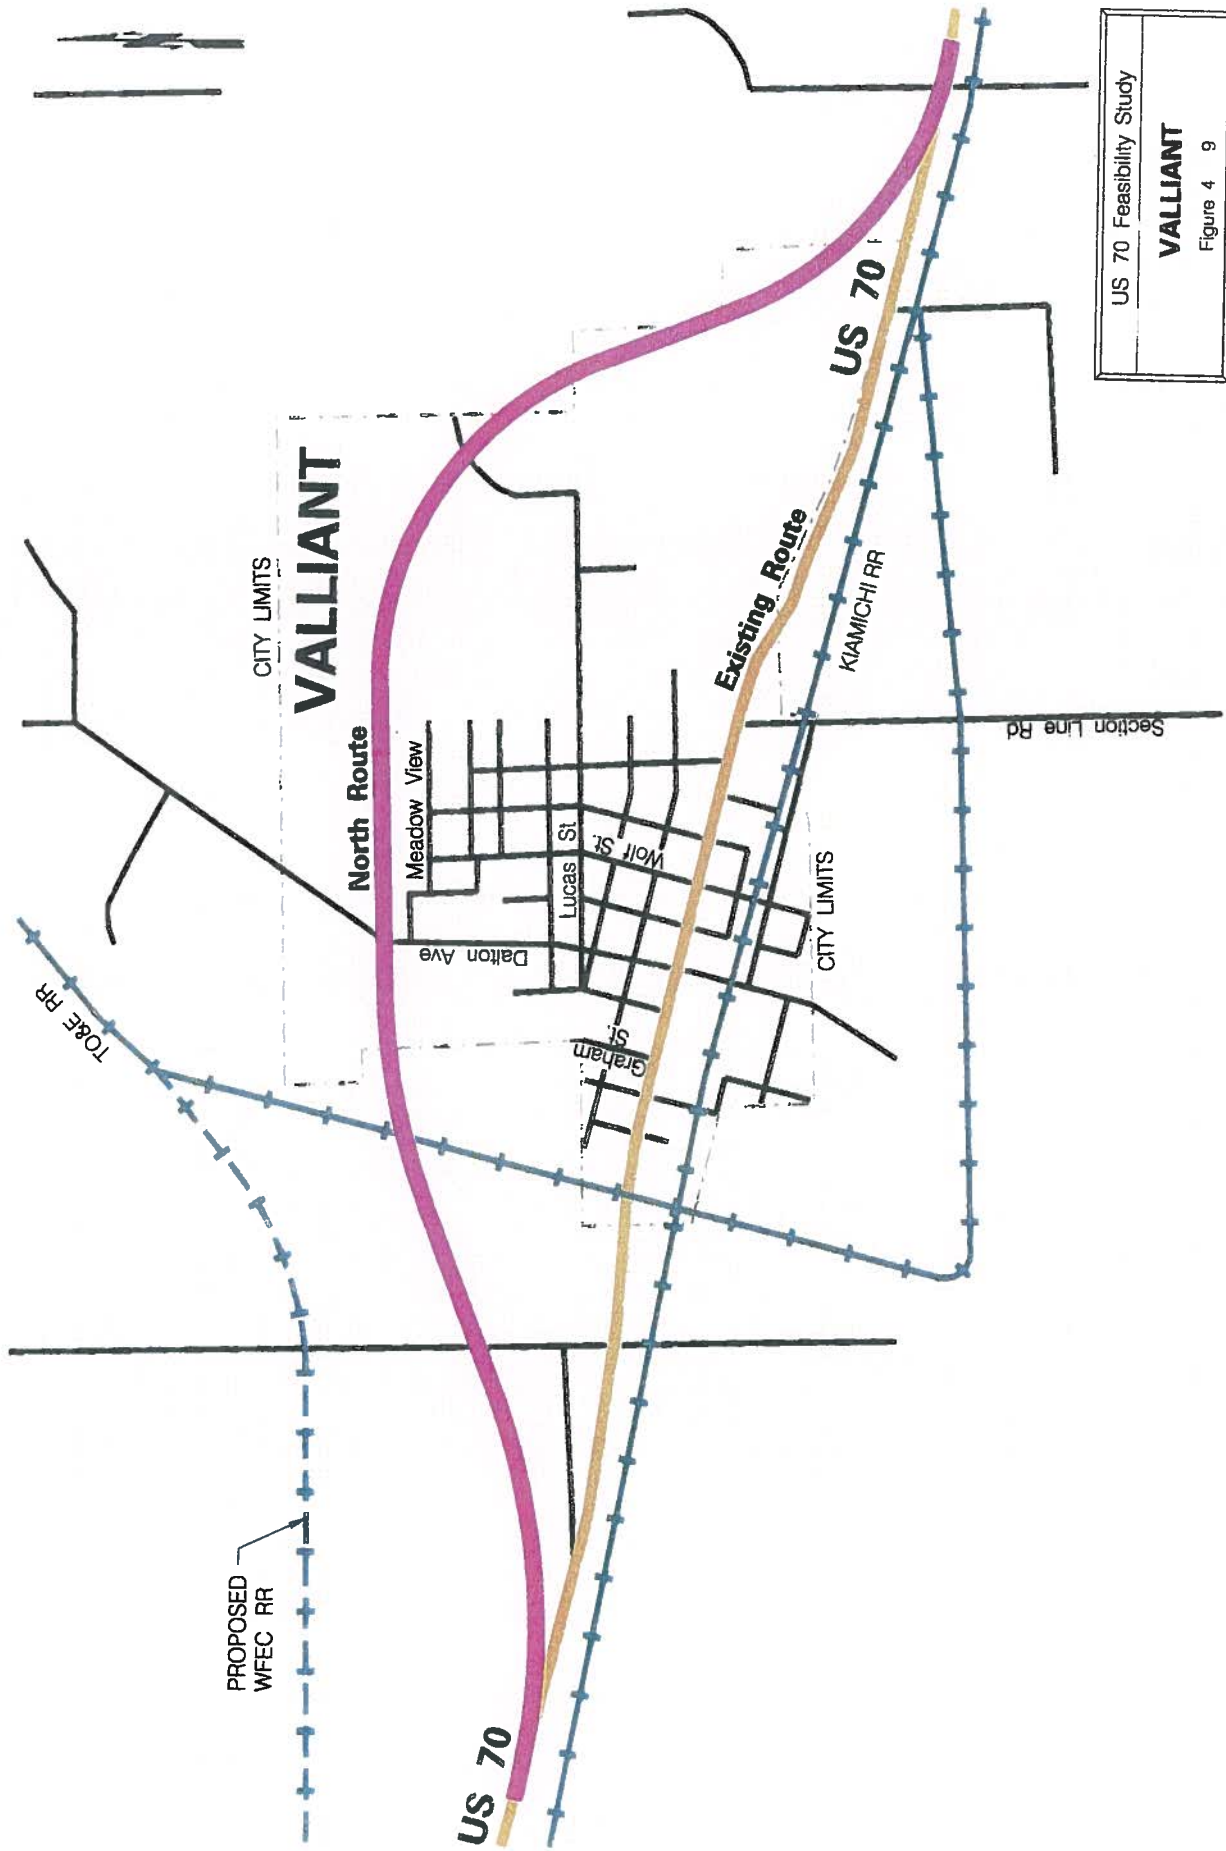 PROPOSED
WFEC RR
TO&E RR
CITY LIMITS
VALLIANT
North Route
Meadow View
Dalton Ave
Lucas St.
Wolf St.
Graham St.
US 70
Existing Route
US 70
KIAMICHI RR
CITY LIMITS
Section Line Rd
US 70 Feasibility Study
VALLIANT
Figure 4 9